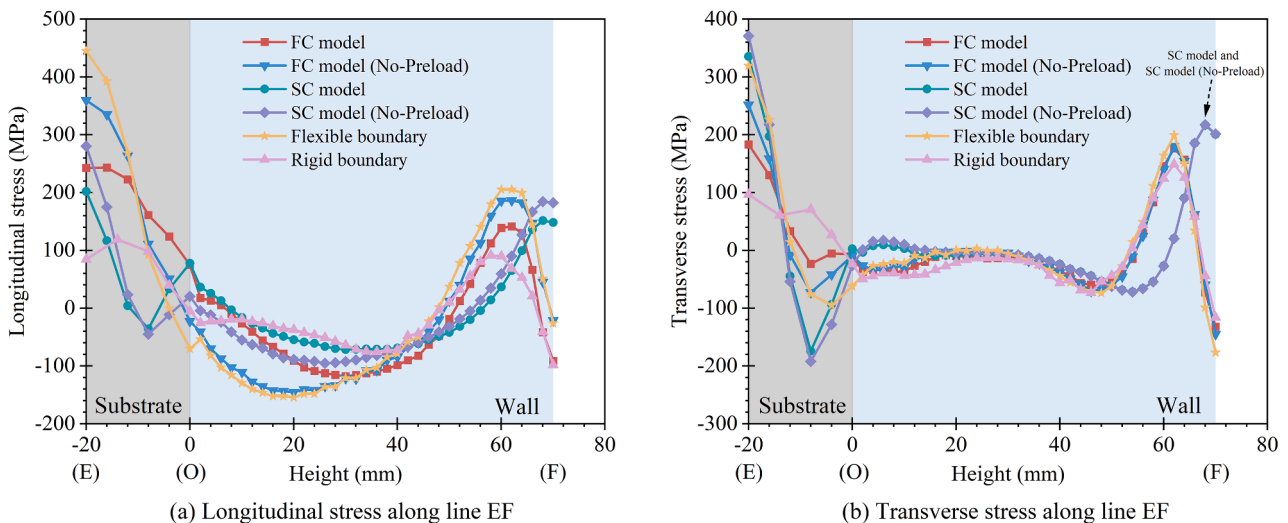 500
400
300
200
100
0
-100
-200
Longitudinal stress (MPa)
FC model
FC model (No-Preload)
SC model
SC model (No-Preload)
Flexible boundary
Rigid boundary
Substrate
Wall
-20 0 20 40 60 80
(E) (O) Height (mm) (F)
(a) Longitudinal stress along line EF
400
300
200
100
0
-100
-200
-300
Transverse stress (MPa)
FC model
FC model (No-Preload)
SC model
SC model (No-Preload)
Flexible boundary
Rigid boundary
SC model and
SC model (No-Preload)
Substrate
Wall
-20 0 20 40 60 80
(E) (O) Height (mm) (F)
(b) Transverse stress along line EF